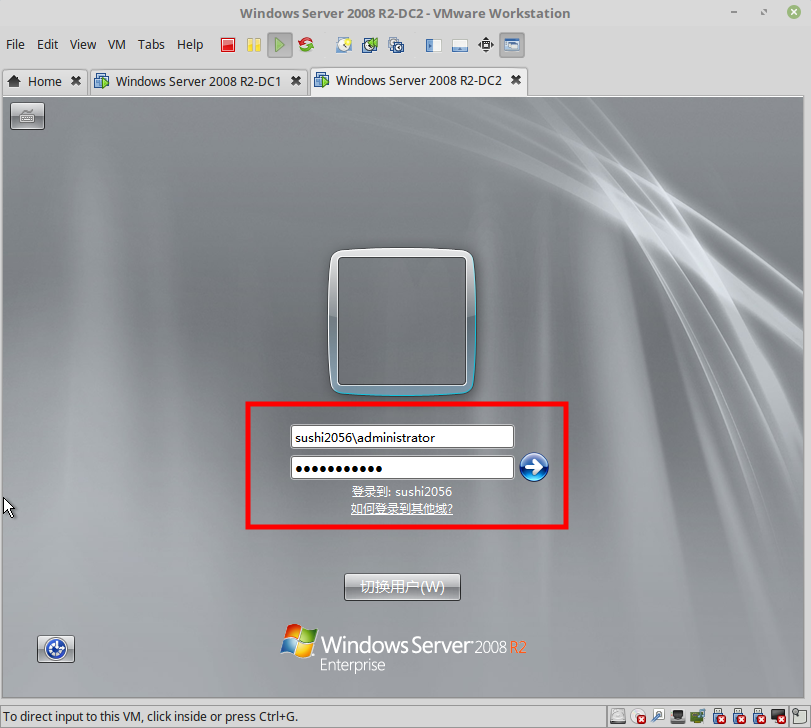 Windows Server 2008 R2-DC2 - VMware Workstation
File Edit View VM Tabs Help
Home Windows Server 2008 R2-DC1 Windows Server 2008 R2-DC2
sushi2056\administrator
●●●●●●●●●●●
登录到: sushi2056
如何登录到其他域?
切换用户(W)
Windows Server 2008 R2
Enterprise
To direct input to this VM, click inside or press Ctrl+G.